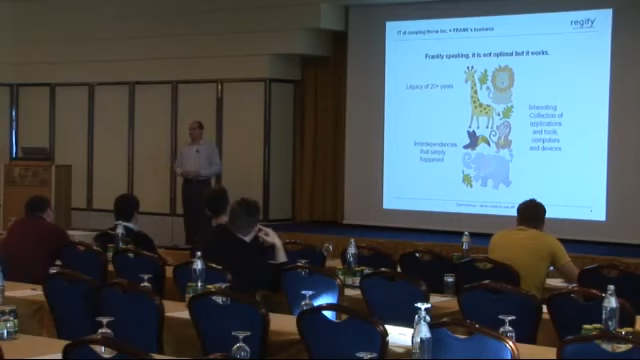 IT of Jumping Horse Inc. + FRANK's business
regify
Frankly speaking, it is not optimal but it works.
Legacy of 20+ years
Interesting
Collection of
applications
and tools,
computers
and devices
Interdependencies
that simply
happened